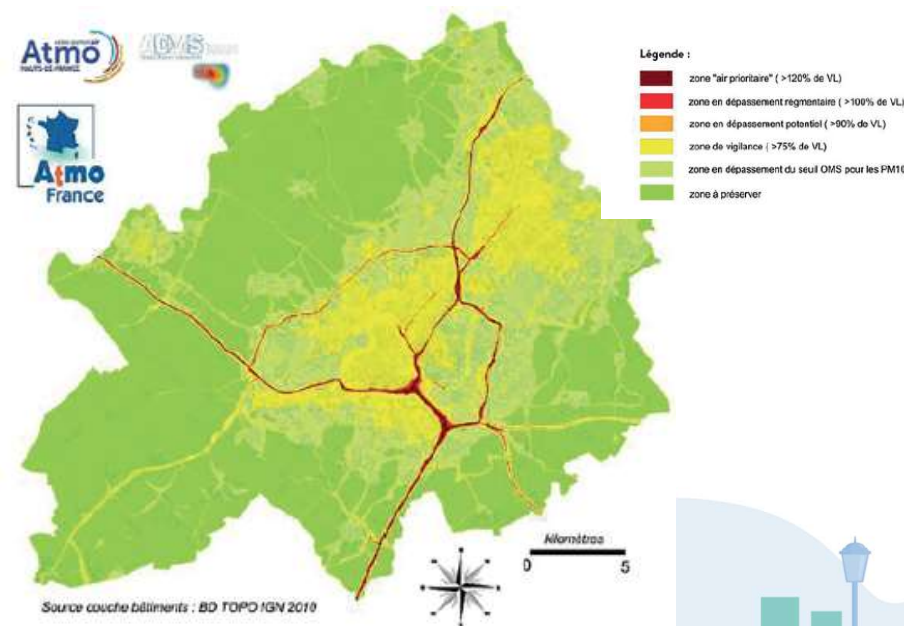 Atmo
HAUTS-DE-FRANCE
ADMS
Atmo
France
Légende :
zone "air prioritaire" ( >120% de VL)
zone en dépassement régmentaire ( >100% de VL)
zone en dépassement potentiel ( >90% de VL)
zone de vigilance ( >75% de VL)
zone en dépassement du seuil OMS pour les PM10
zone à préserver
Kilomètres
0 5
Source couche bâtiments : BD TOPO IGN 2010